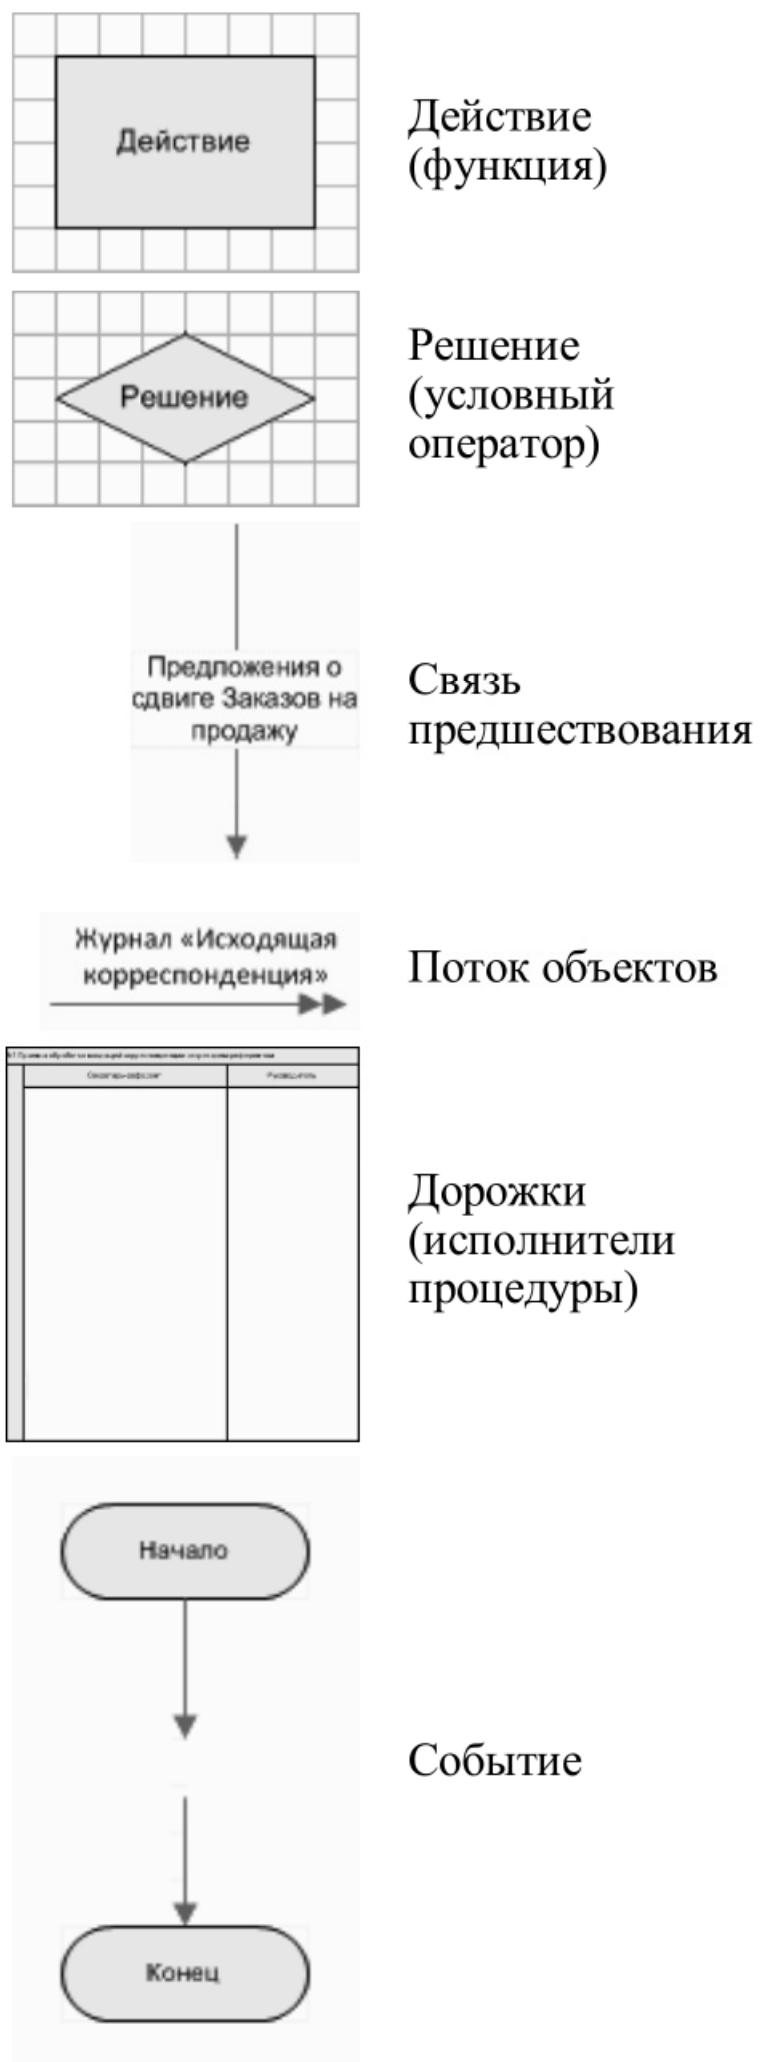 Действие
Действие
(функция)
Решение
Решение
(условный
оператор)
Предложения о
сдвиге Заказов на
продажу
Связь
предшествования
Журнал «Исходящая
корреспонденция»
Поток объектов
Дорожки
(исполнители
процедуры)
Начало
Событие
Конец